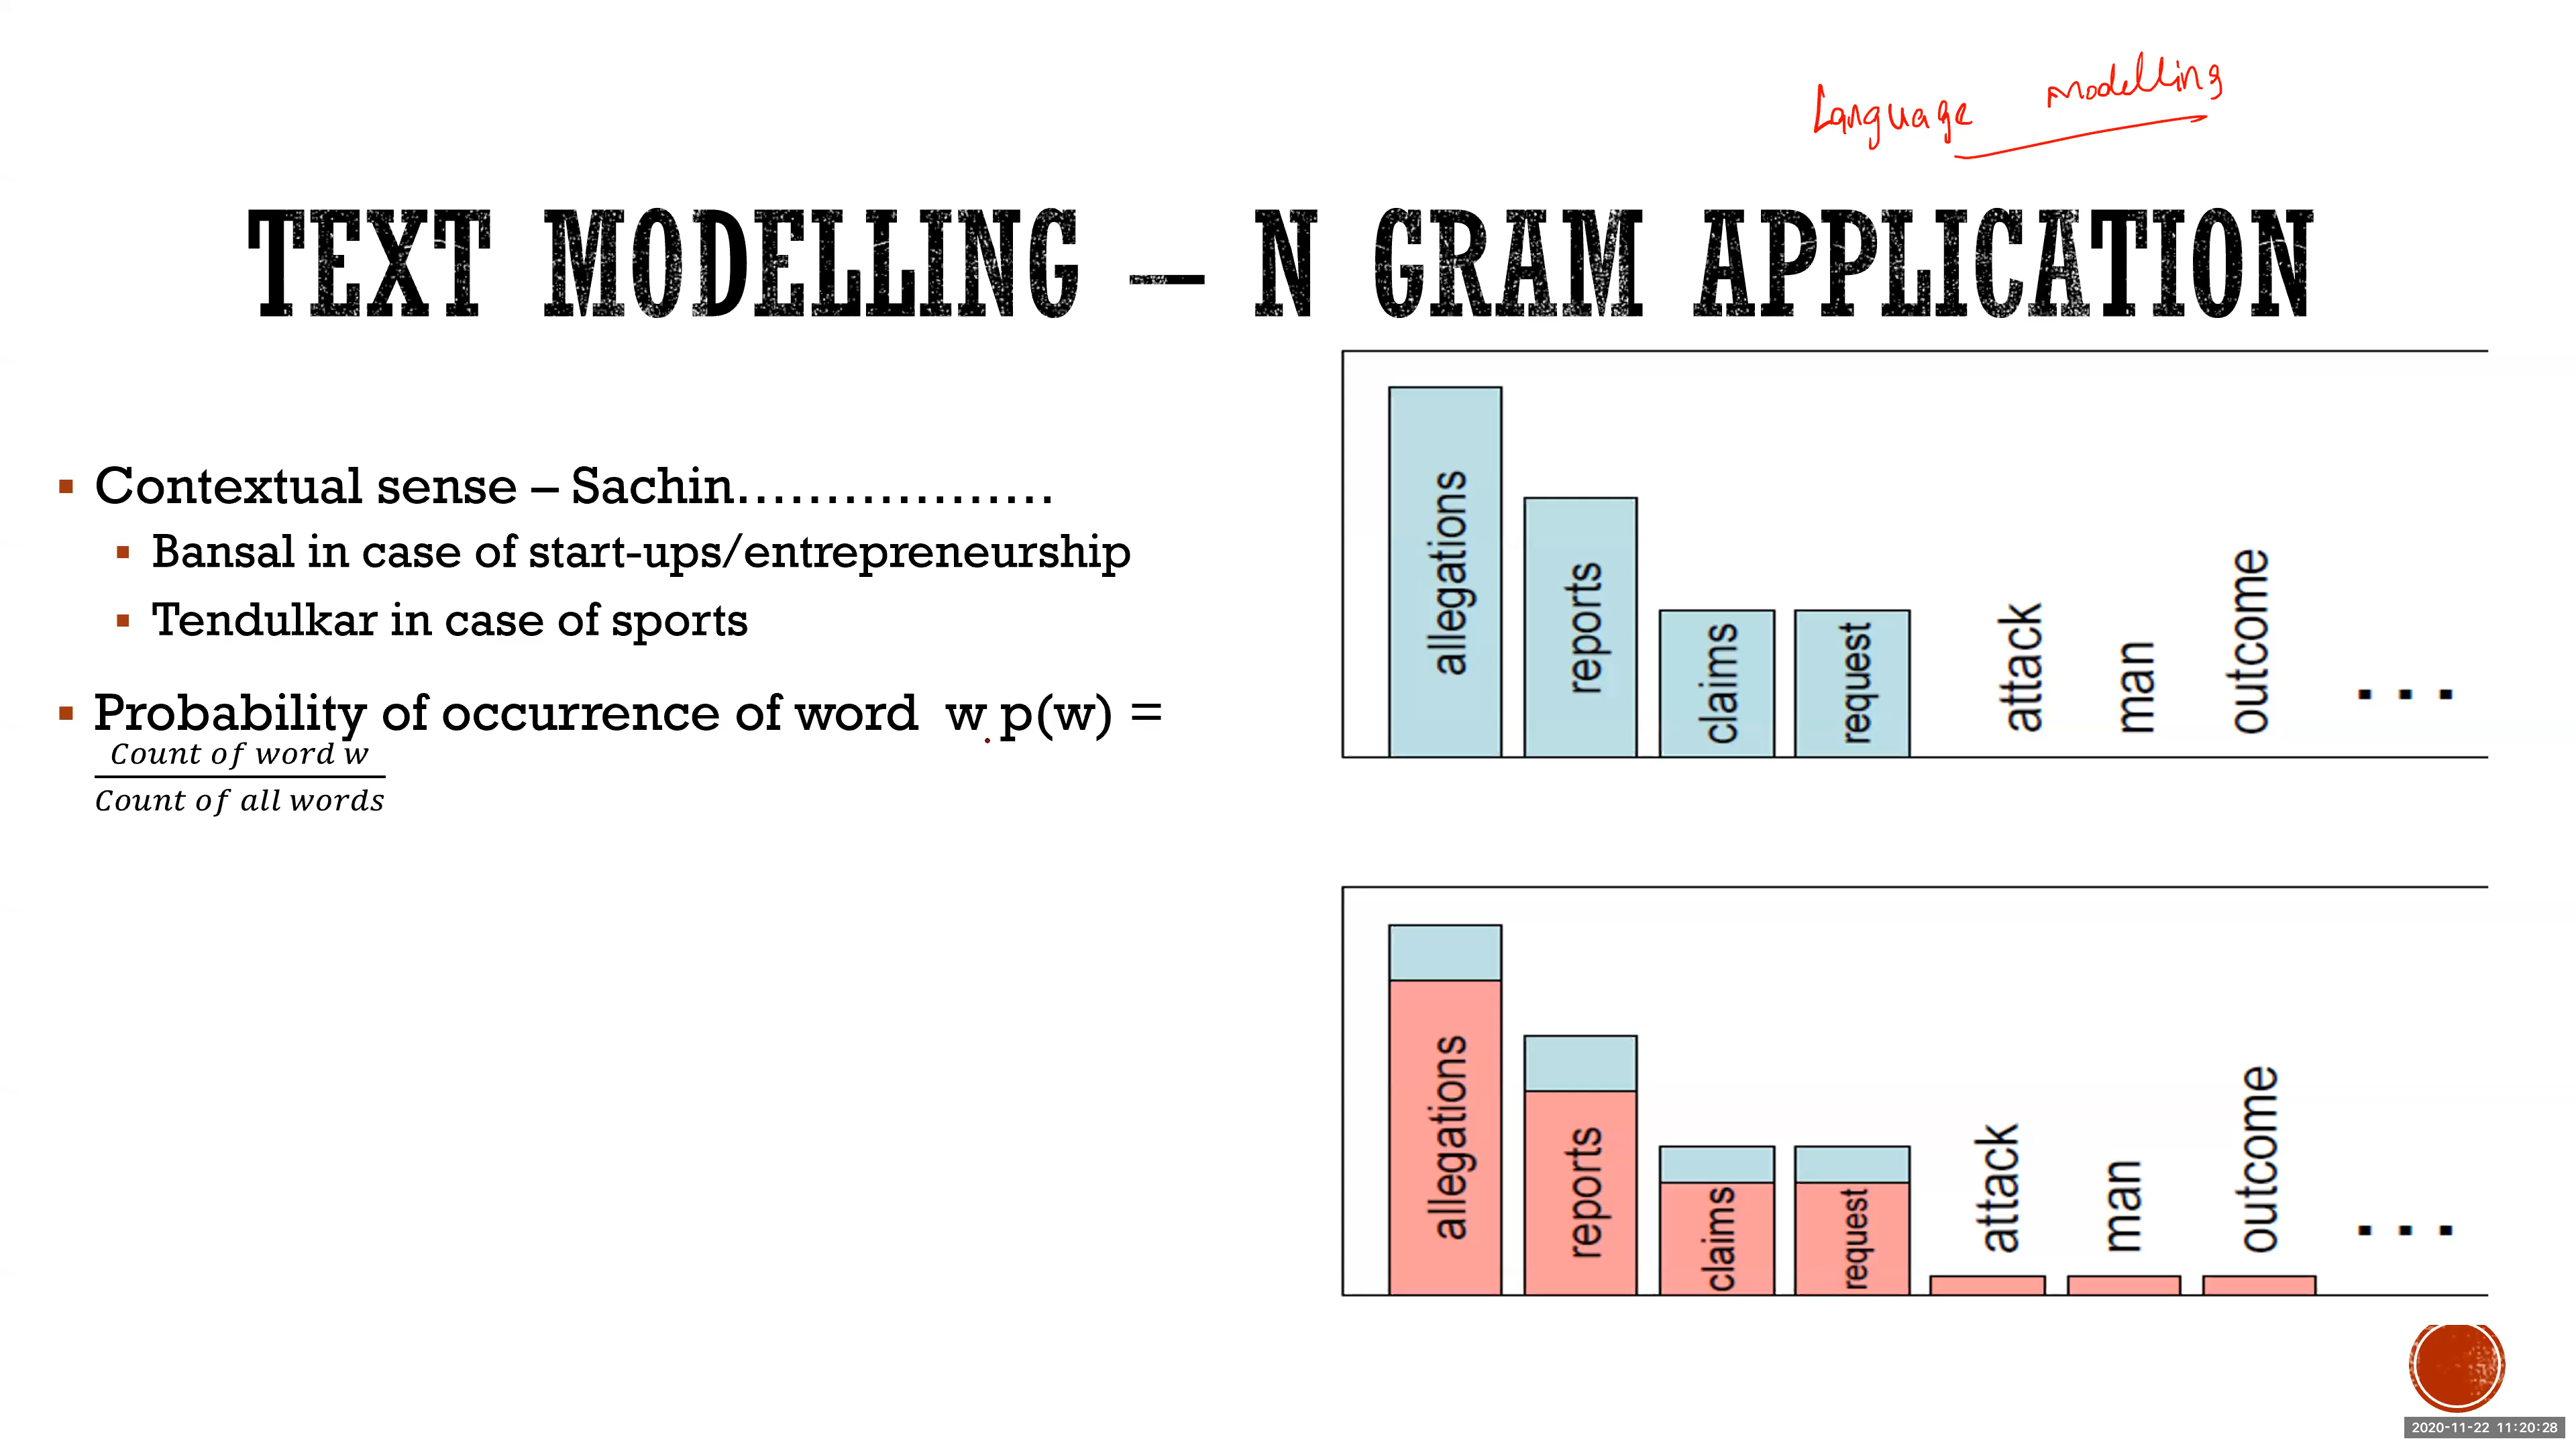 Language Modelling
TEXT MODELLING – N GRAM APPLICATION
▪ Contextual sense – Sachin...................
▪ Bansal in case of start-ups/entrepreneurship
▪ Tendulkar in case of sports
▪ Probability of occurrence of word w p(w) =
Count of word w
Count of all words
allegations
reports
claims
request
attack
man
outcome
...
allegations
reports
claims
request
attack
man
outcome
...
2020-11-22 11:20:28